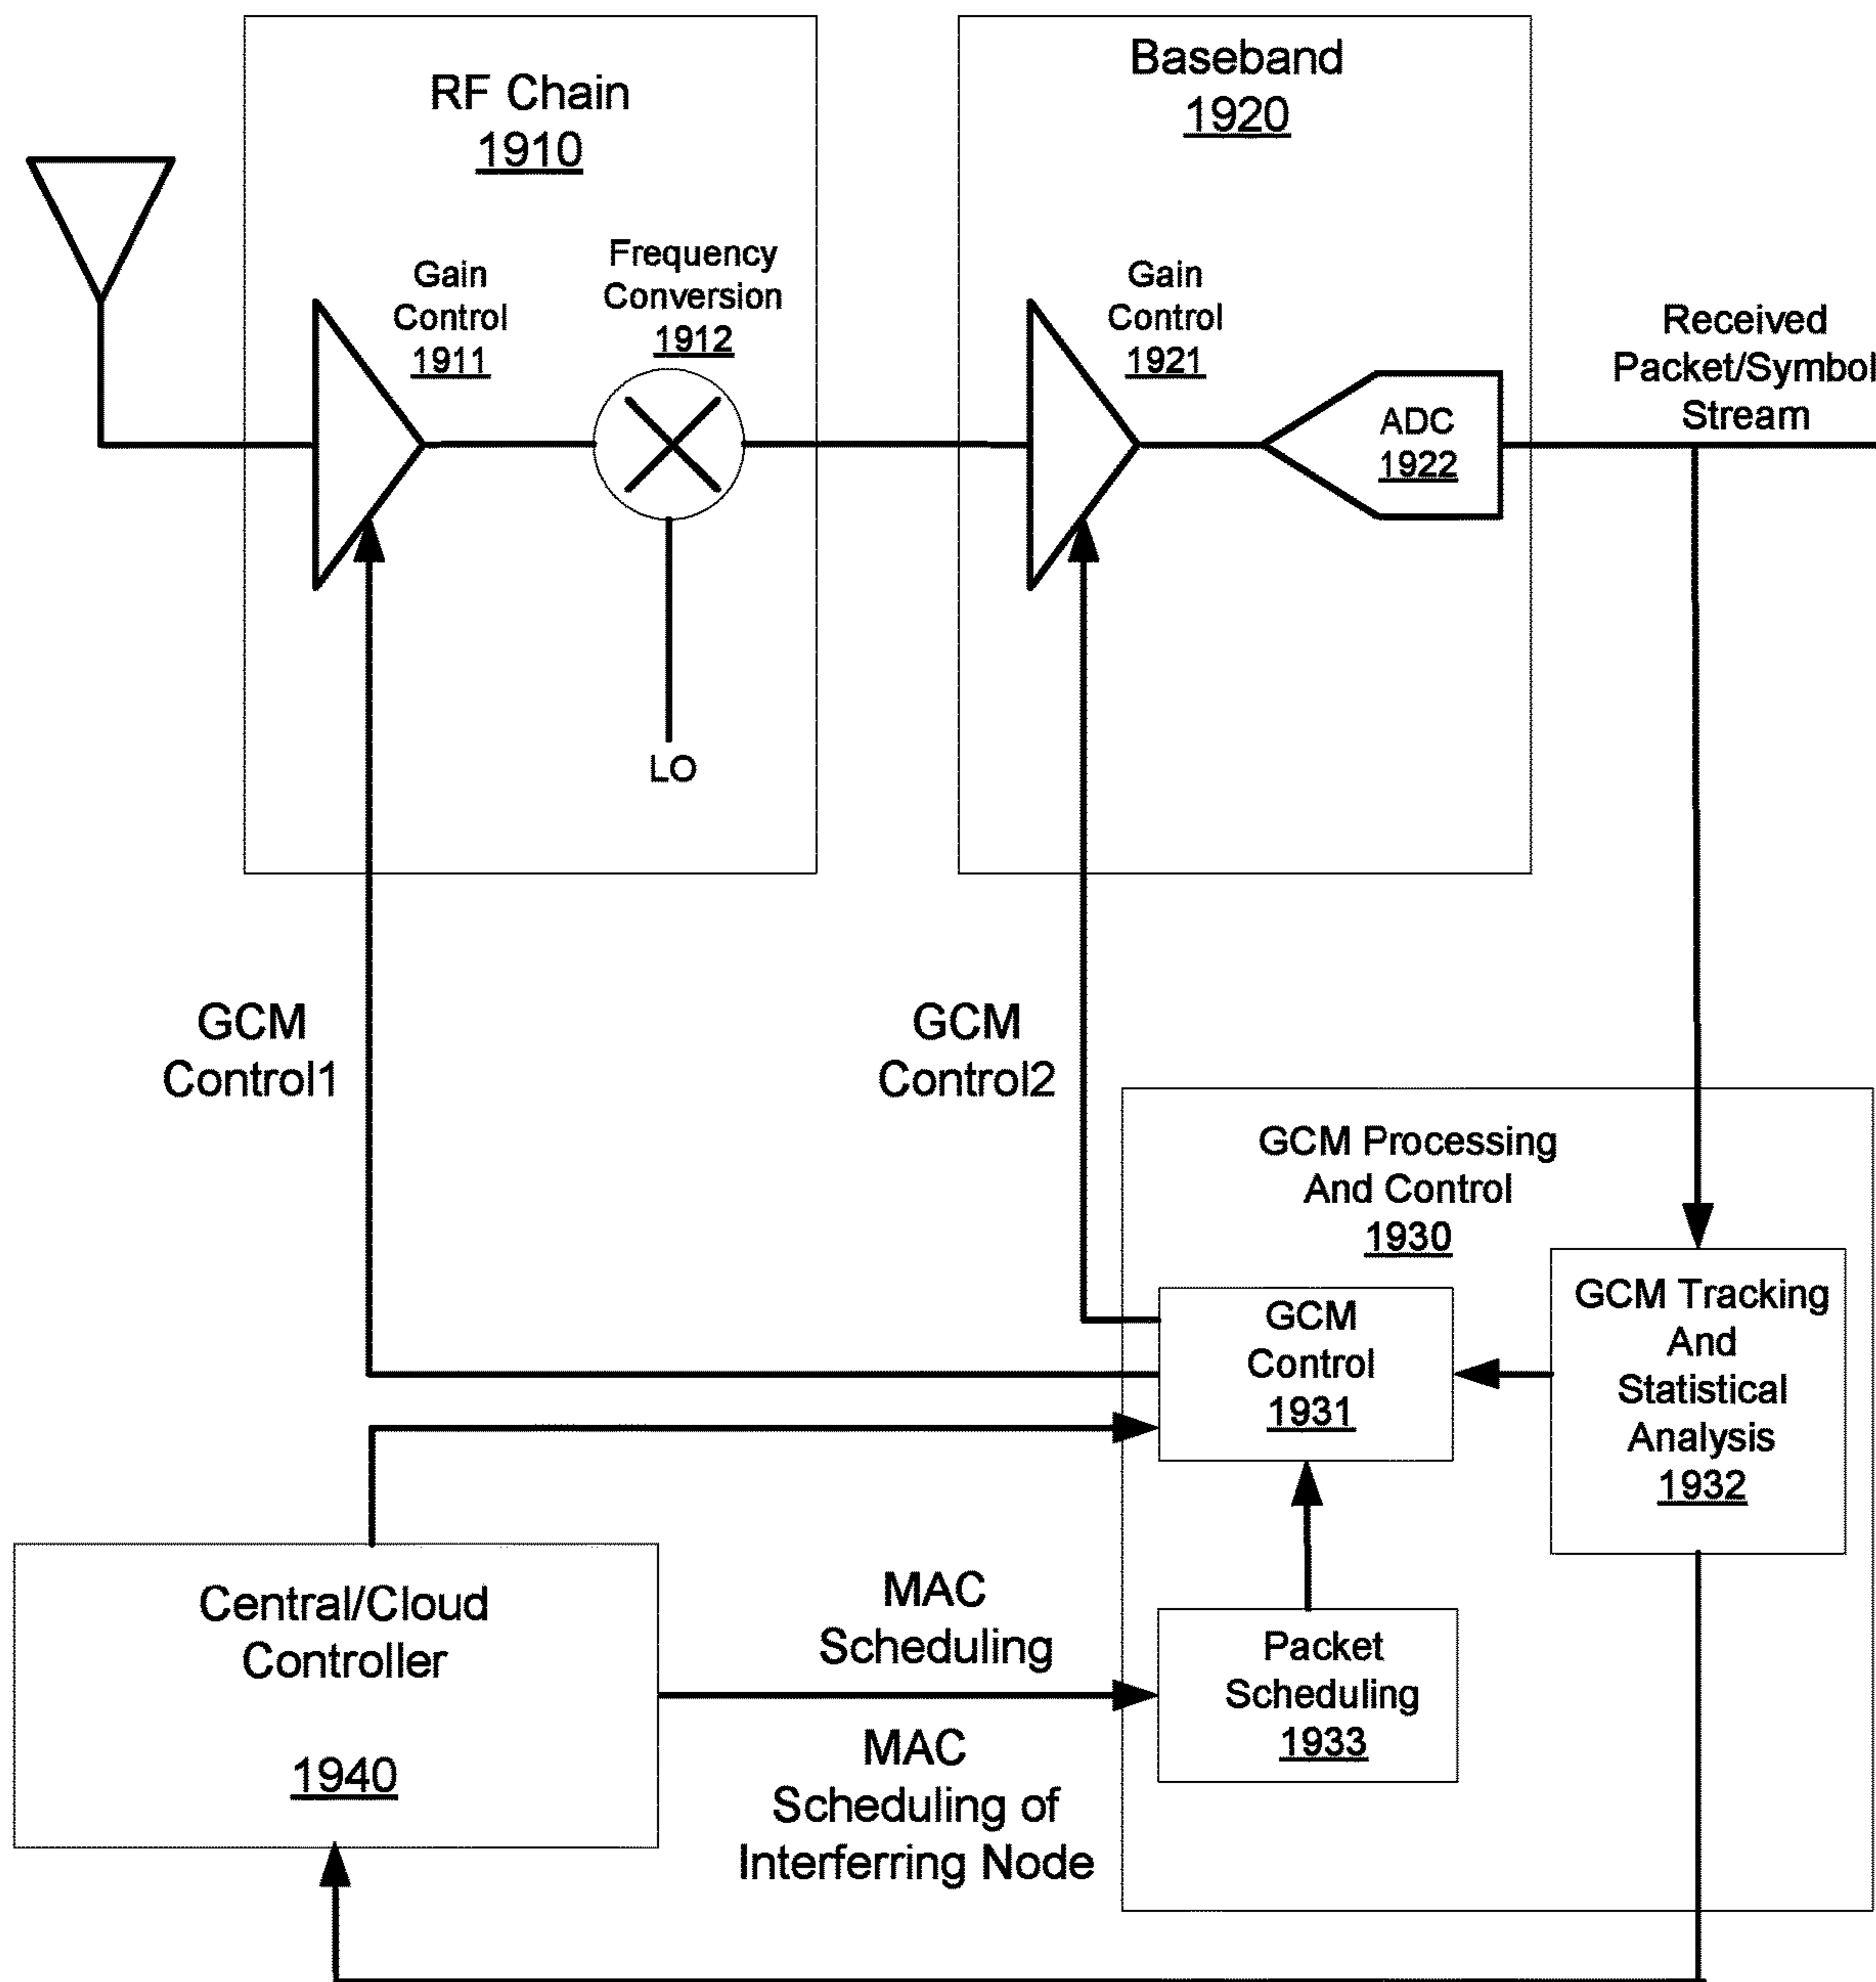 RF Chain
1910
Baseband
1920
Gain
Control
1911
Frequency
Conversion
1912
LO
Gain
Control
1921
ADC
1922
Received
Packet/Symbol
Stream
GCM
Control1
GCM
Control2
GCM Processing
And Control
1930
GCM
Control
1931
GCM Tracking
And
Statistical
Analysis
1932
Central/Cloud
Controller
1940
MAC
Scheduling
MAC
Scheduling of
Interferring Node
Packet
Scheduling
1933